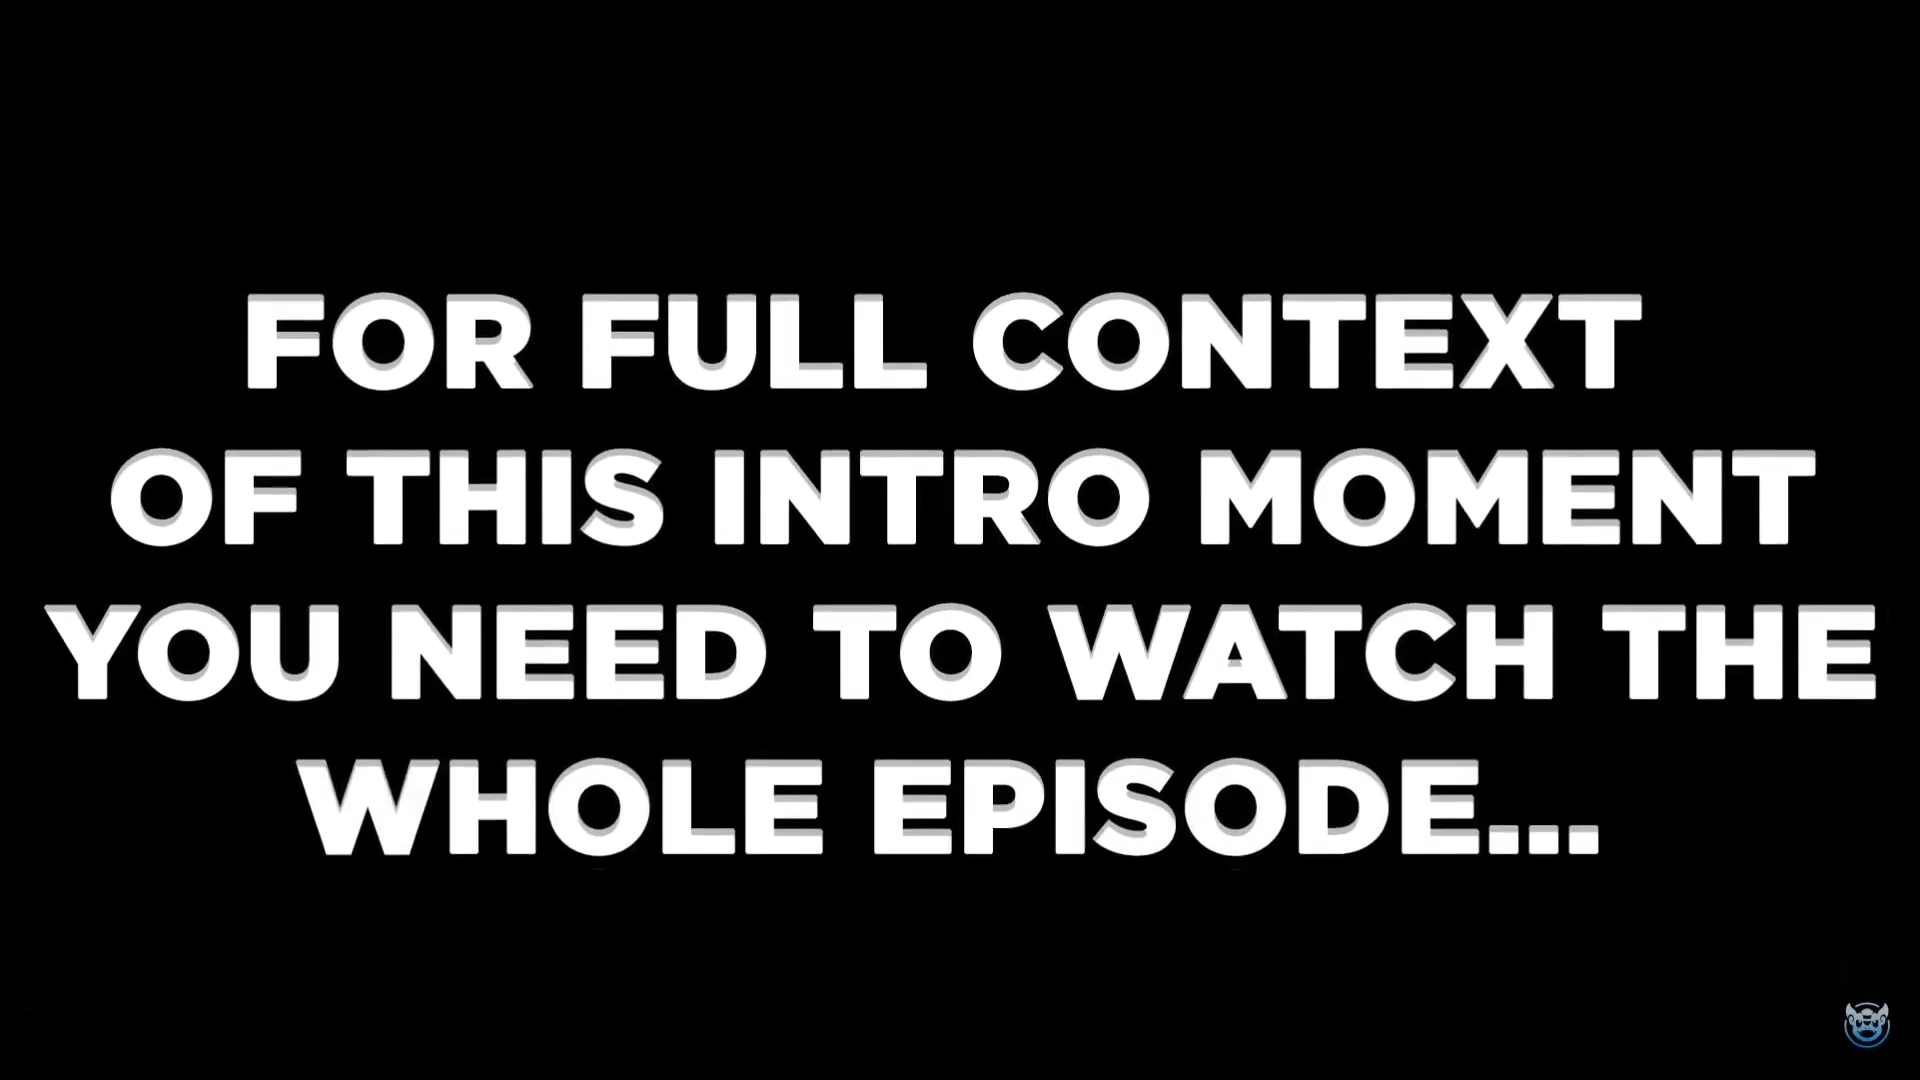 FOR FULL CONTEXT
OF THIS INTRO MOMENT
YOU NEED TO WATCH THE
WHOLE EPISODE...